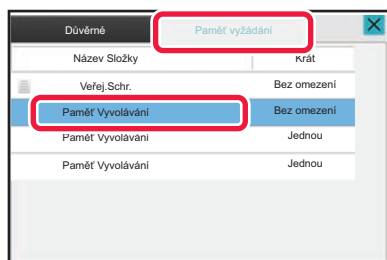 Důvěrné Paměť vyžádání
Název Složky Krát
Veřej.Schr. Bez omezení
Paměť Vyvolávání Bez omezení
Paměť Vyvolávání Jednou
Paměť Vyvolávání Jednou